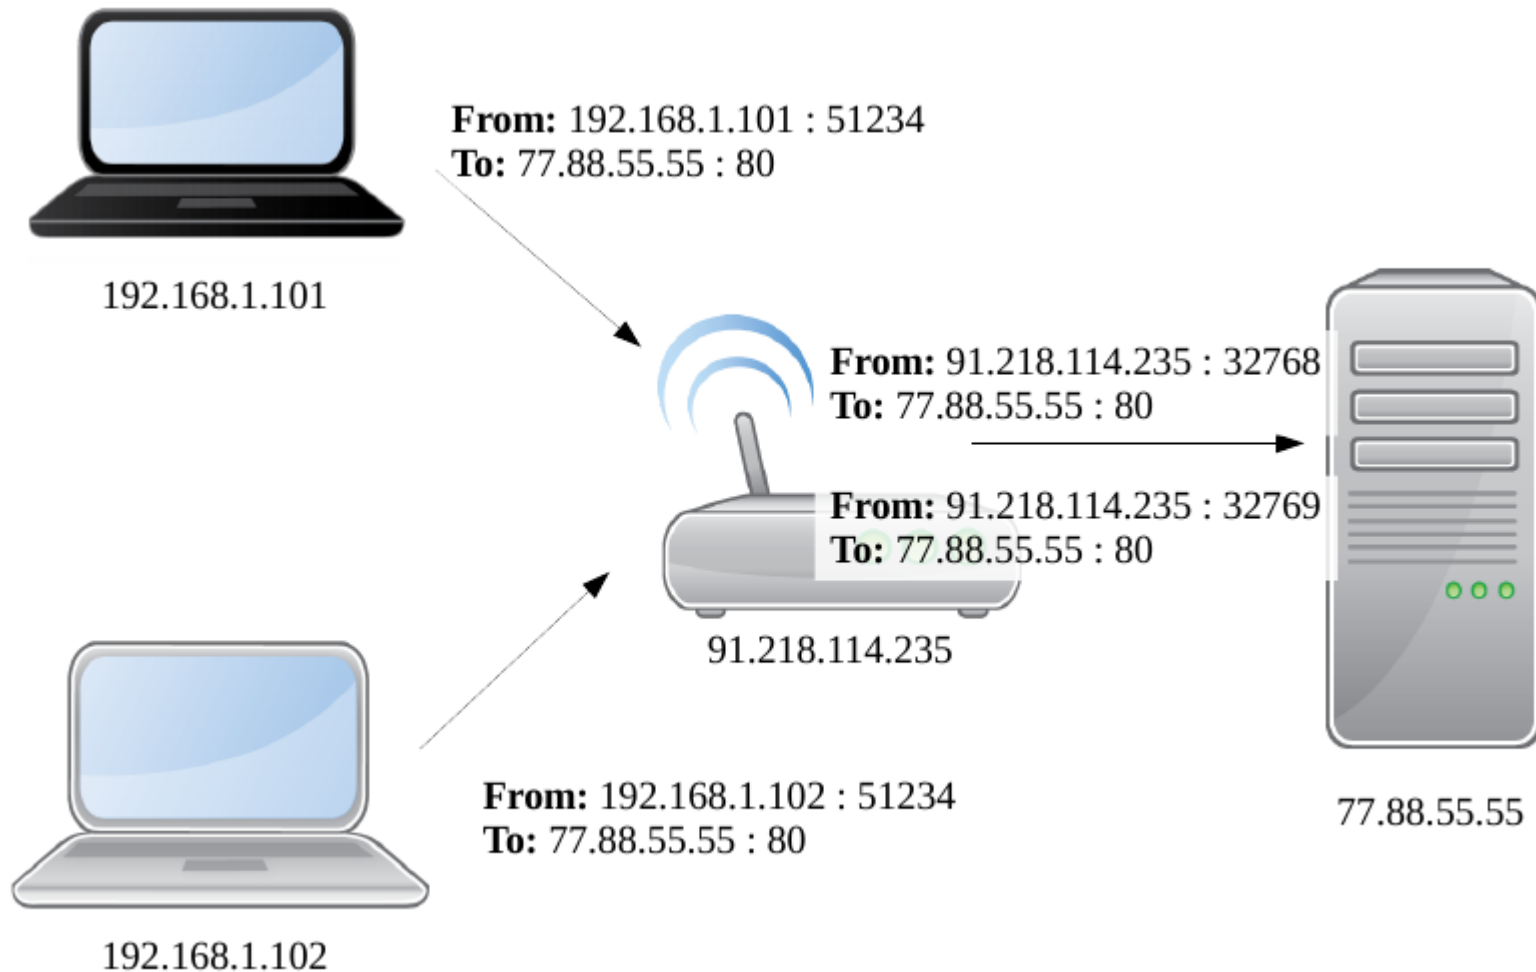 From: 192.168.1.101 : 51234
To: 77.88.55.55 : 80
192.168.1.101
From: 91.218.114.235 : 32768
To: 77.88.55.55 : 80
From: 91.218.114.235 : 32769
To: 77.88.55.55 : 80
91.218.114.235
From: 192.168.1.102 : 51234
To: 77.88.55.55 : 80
77.88.55.55
192.168.1.102